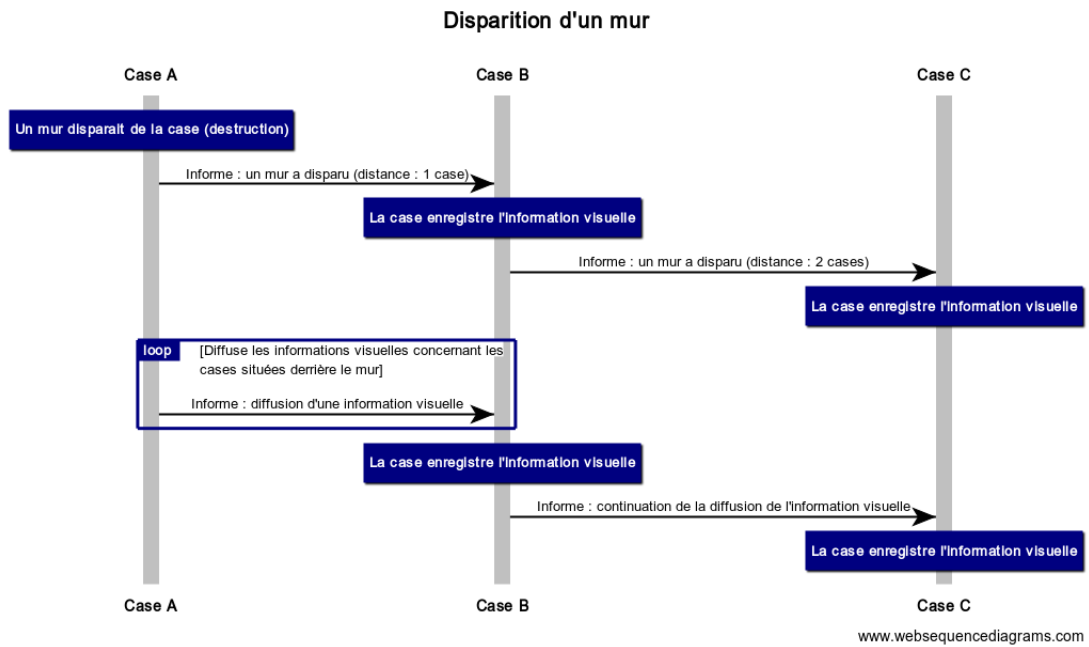 Disparition d'un mur
Case A
Case B
Case C
Un mur disparait de la case (destruction)
Informe : un mur a disparu (distance : 1 case)
La case enregistre l'information visuelle
Informe : un mur a disparu (distance : 2 cases)
La case enregistre l'information visuelle
loop
[Diffuse les informations visuelles concernant les
cases situées derrière le mur]
Informe : diffusion d'une information visuelle
La case enregistre l'information visuelle
Informe : continuation de la diffusion de l'information visuelle
La case enregistre l'information visuelle
Case A
Case B
Case C
www.websequencediagrams.com